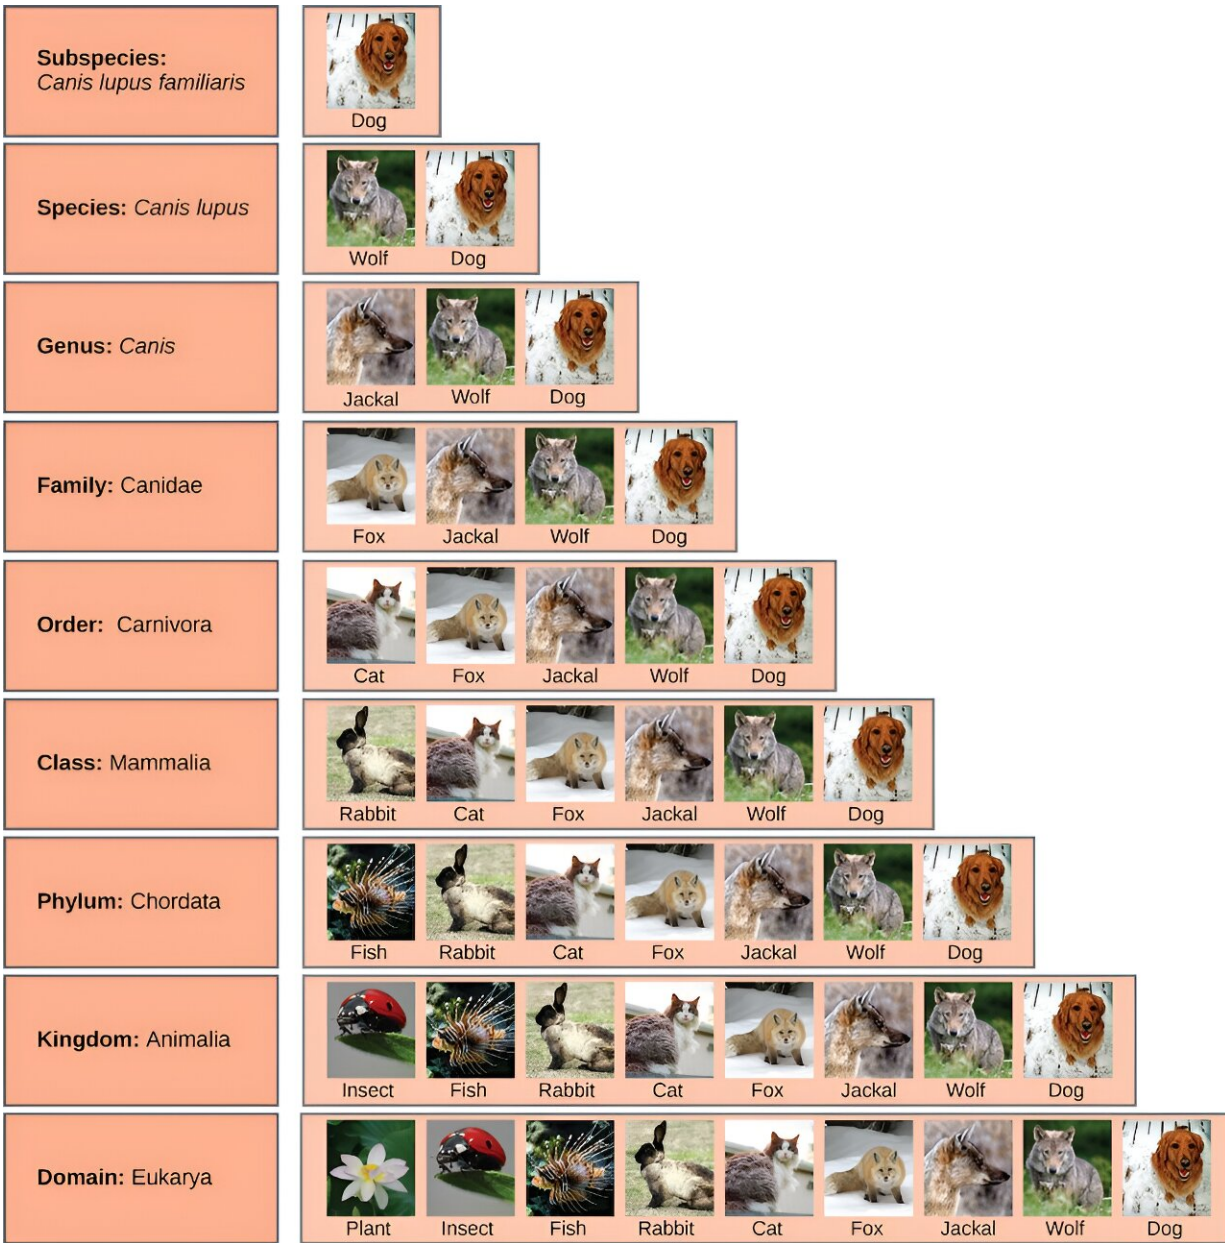 Subspecies:
Canis lupus familiaris
Dog
Species: Canis lupus
Wolf Dog
Genus: Canis
Jackal Wolf Dog
Family: Canidae
Fox Jackal Wolf Dog
Order: Carnivora
Cat Fox Jackal Wolf Dog
Class: Mammalia
Rabbit Cat Fox Jackal Wolf Dog
Phylum: Chordata
Fish Rabbit Cat Fox Jackal Wolf Dog
Kingdom: Animalia
Insect Fish Rabbit Cat Fox Jackal Wolf Dog
Domain: Eukarya
Plant Insect Fish Rabbit Cat Fox Jackal Wolf Dog